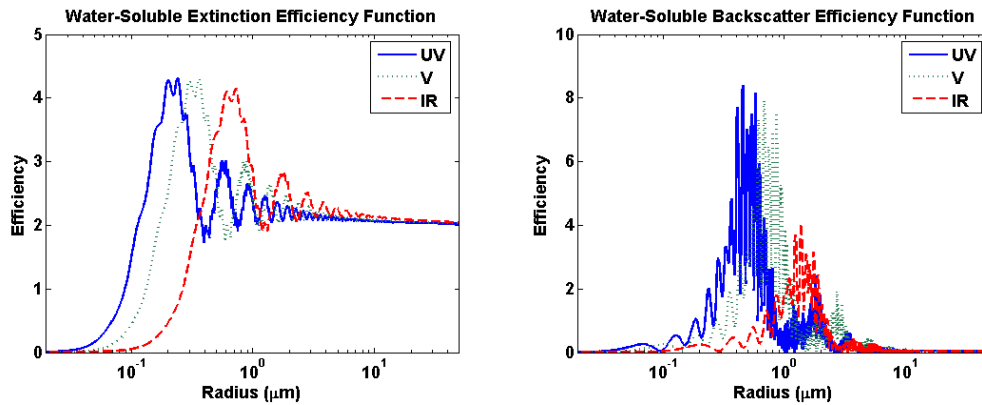 Water-Soluble Extinction Efficiency Function
5
4
3
2
1
0
Efficiency
10⁻¹
10⁰
10¹
Radius (μm)
UV
V
IR
Water-Soluble Backscatter Efficiency Function
10
8
6
4
2
0
Efficiency
10⁻¹
10⁰
10¹
Radius (μm)
UV
V
IR